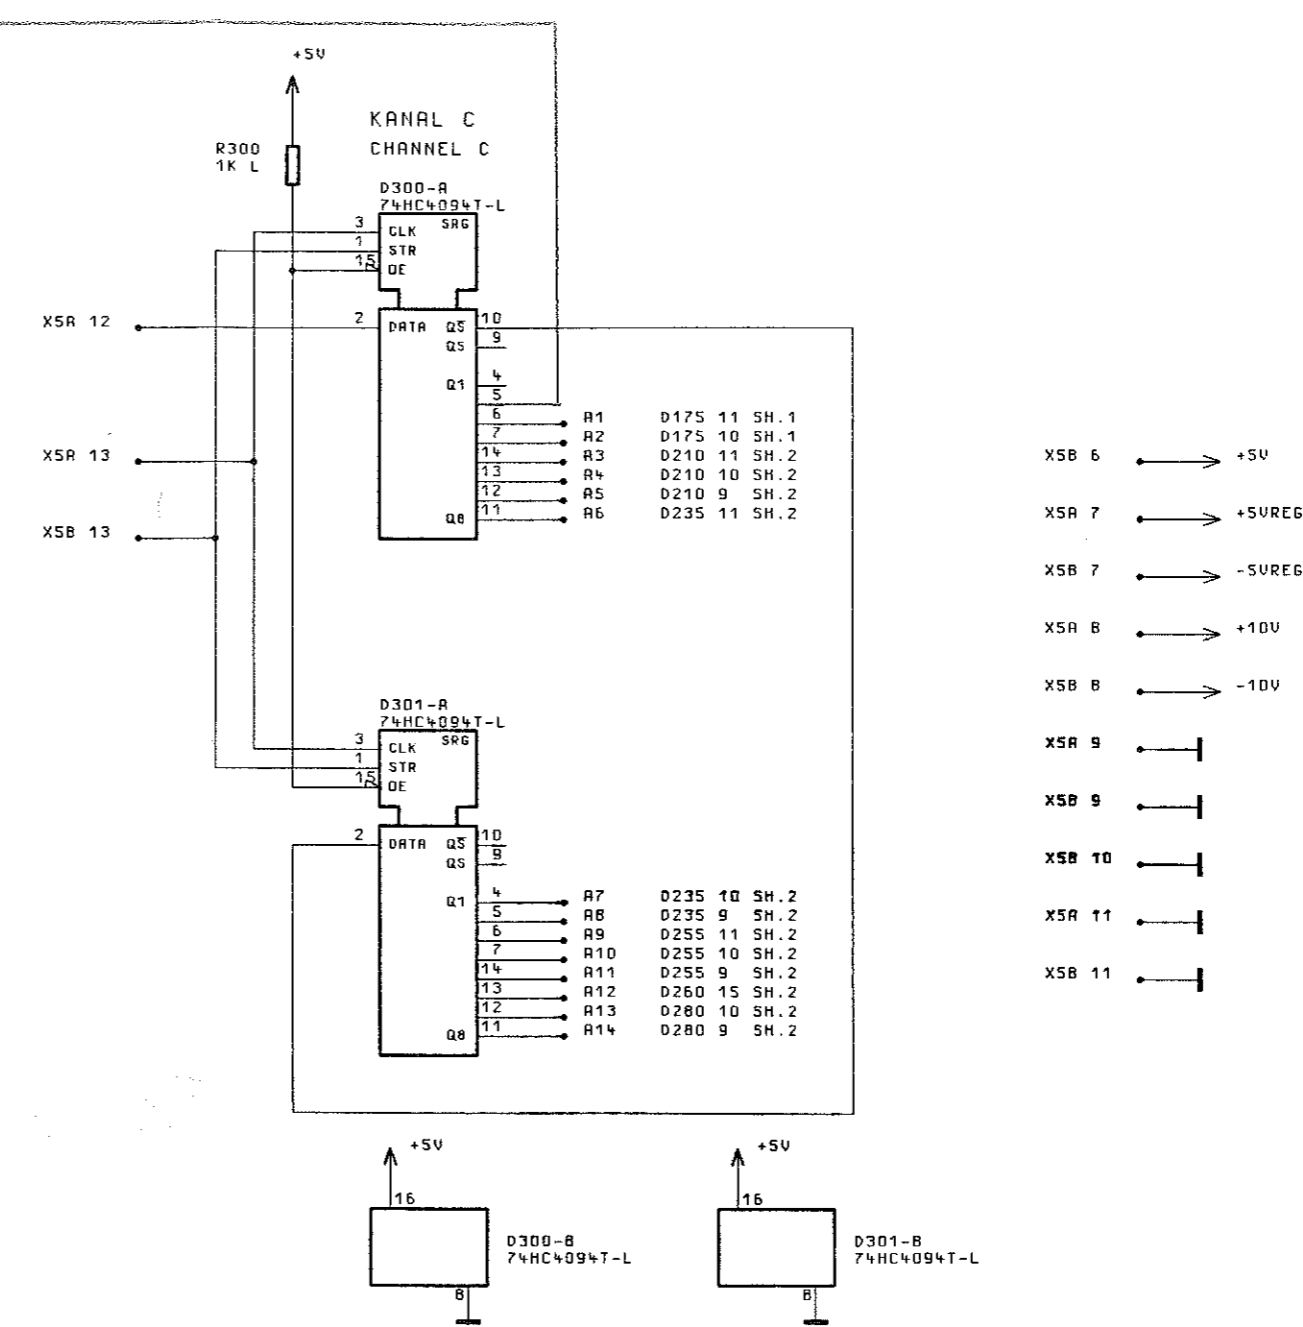 +5V
KANAL C
CHANNEL C
R300
1K L
D300-A
74HC4094T-L
SRG
3 CLK
1 STR
15 OE
X5A 12
2 DATA QS 10
QS 9
Q1 4
5
6 A1 D175 11 SH.1
7 A2 D175 10 SH.1
14 A3 D210 11 SH.2
13 A4 D210 10 SH.2
12 A5 D210 9 SH.2
Q8 11 A6 D235 11 SH.2
X5A 13
X5B 13
X5B 6 +5V
X5A 7 +5VREG
X5B 7 -5VREG
X5A 8 +10V
X5B 8 -10V
X5A 9
X5B 9
X5B 10
X5A 11
X5B 11
D301-A
74HC4094T-L
SRG
3 CLK
1 STR
15 OE
2 DATA QS 10
QS 9
Q1 4 A7 D235 10 SH.2
5 A8 D235 9 SH.2
6 A9 D255 11 SH.2
7 A10 D255 10 SH.2
14 A11 D255 9 SH.2
13 A12 D260 15 SH.2
12 A13 D280 10 SH.2
Q8 11 A14 D280 9 SH.2
+5V
16
D300-B
74HC4094T-L
8
+5V
16
D301-B
74HC4094T-L
8